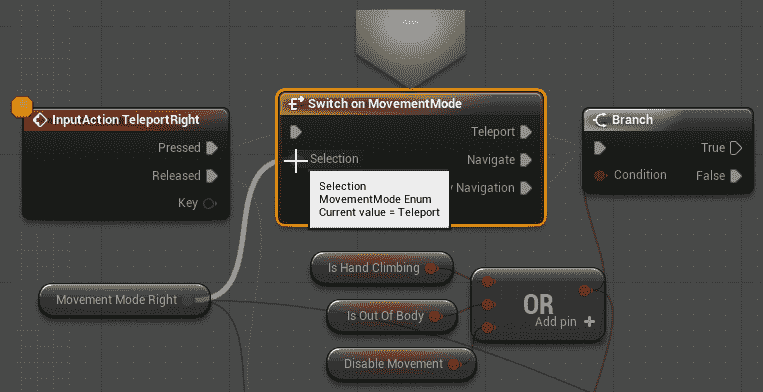 InputAction TeleportRight
Pressed
Released
Key
Switch on MovementMode
Selection
Teleport
Navigate
y Navigation
Selection
MovementMode Enum
Current value = Teleport
Branch
Condition
True
False
Movement Mode Right
Is Hand Climbing
Is Out Of Body
Disable Movement
OR
Add pin +